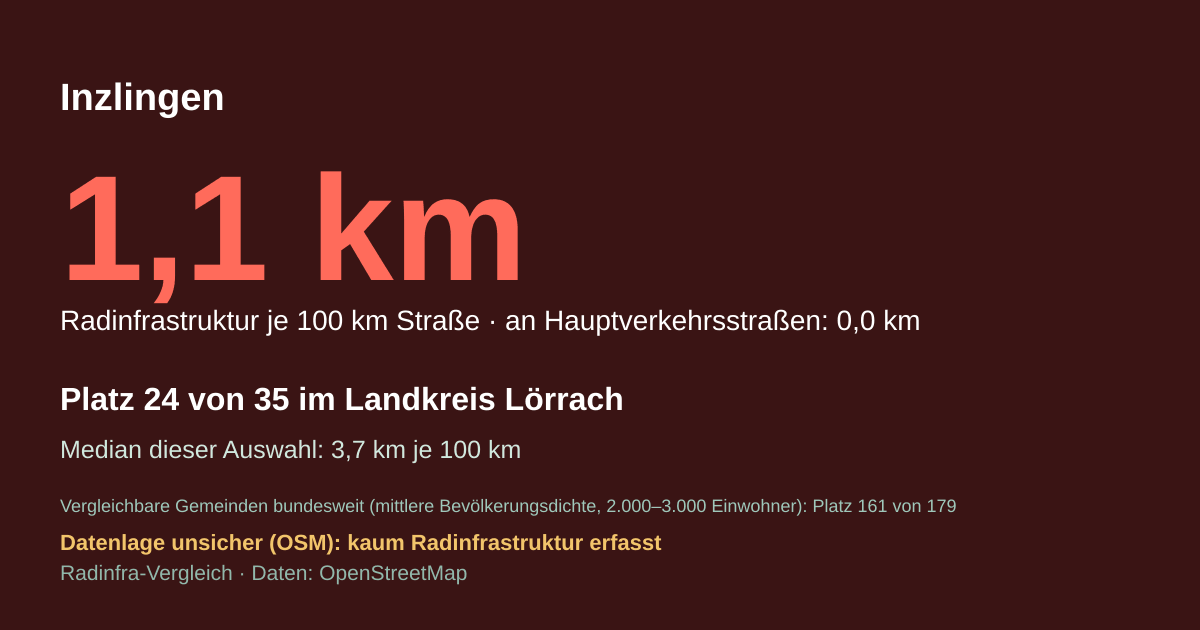 Inzlingen
1,1 km
Radinfrastruktur je 100 km Straße · an Hauptverkehrsstraßen: 0,0 km
Platz 24 von 35 im Landkreis Lörrach
Median dieser Auswahl: 3,7 km je 100 km
Vergleichbare Gemeinden bundesweit (mittlere Bevölkerungsdichte, 2.000–3.000 Einwohner): Platz 161 von 179
Datenlage unsicher (OSM): kaum Radinfrastruktur erfasst
Radinfra-Vergleich · Daten: OpenStreetMap